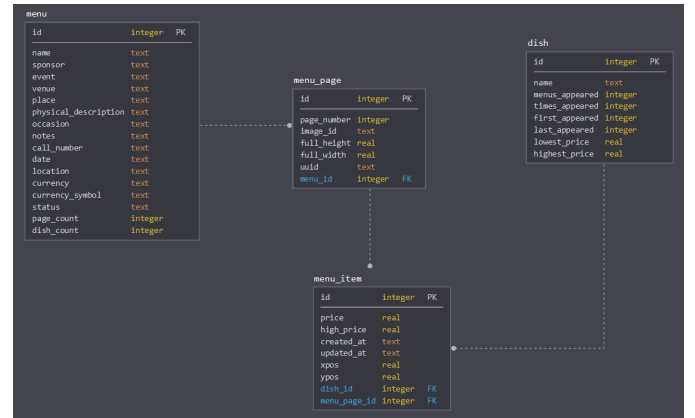 menu
id integer PK
name text
sponsor text
event text
venue text
place text
physical_description text
occasion text
notes text
call_number text
date text
location text
currency text
currency_symbol text
status text
page_count integer
dish_count integer
menu_page
id integer PK
page_number integer
image_id text
full_height real
full_width real
uuid text
menu_id integer FK
dish
id integer PK
name text
menus_appeared integer
times_appeared integer
first_appeared integer
last_appeared integer
lowest_price real
highest_price real
menu_item
id integer PK
price real
high_price real
created_at text
updated_at text
xpos real
ypos real
dish_id integer FK
menu_page_id integer FK